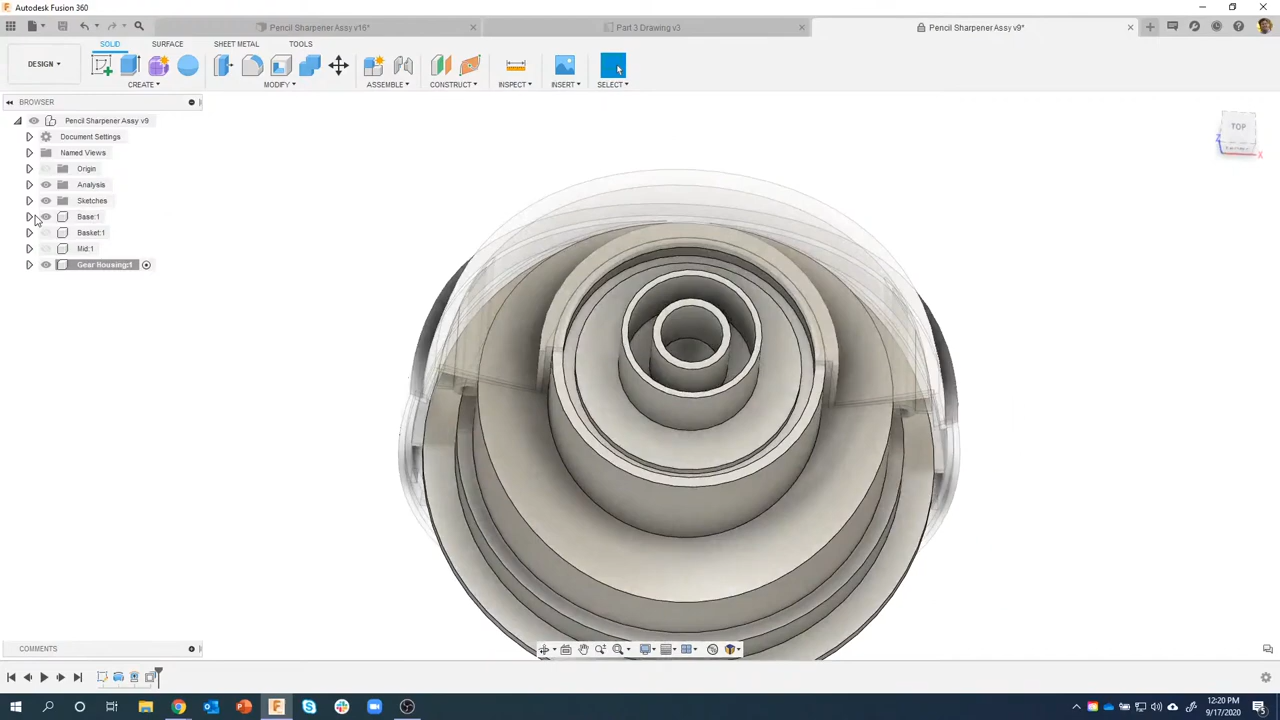 Autodesk Fusion 360
Pencil Sharpener Assy v16*
Part 3 Drawing v3
Pencil Sharpener Assy v9*
DESIGN
SOLID
SURFACE
SHEET METAL
TOOLS
CREATE
MODIFY
ASSEMBLE
CONSTRUCT
INSPECT
INSERT
SELECT
BROWSER
Pencil Sharpener Assy v9
Document Settings
Named Views
Origin
Analysis
Sketches
Base:1
Basket:1
Mid:1
Gear Housing:1
TOP
Z
X
COMMENTS
12:20 PM
9/17/2020